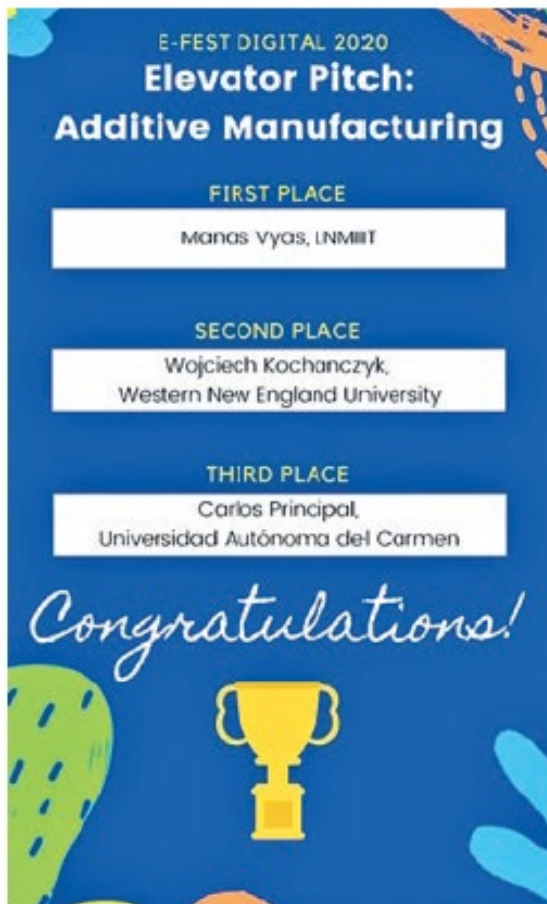 E-FEST DIGITAL 2020
Elevator Pitch:
Additive Manufacturing
FIRST PLACE
Manas Vyas, LNMIIT
SECOND PLACE
Wojciech Kochanczyk,
Western New England University
THIRD PLACE
Carlos Principal,
Universidad Autónoma del Carmen
Congratulations!